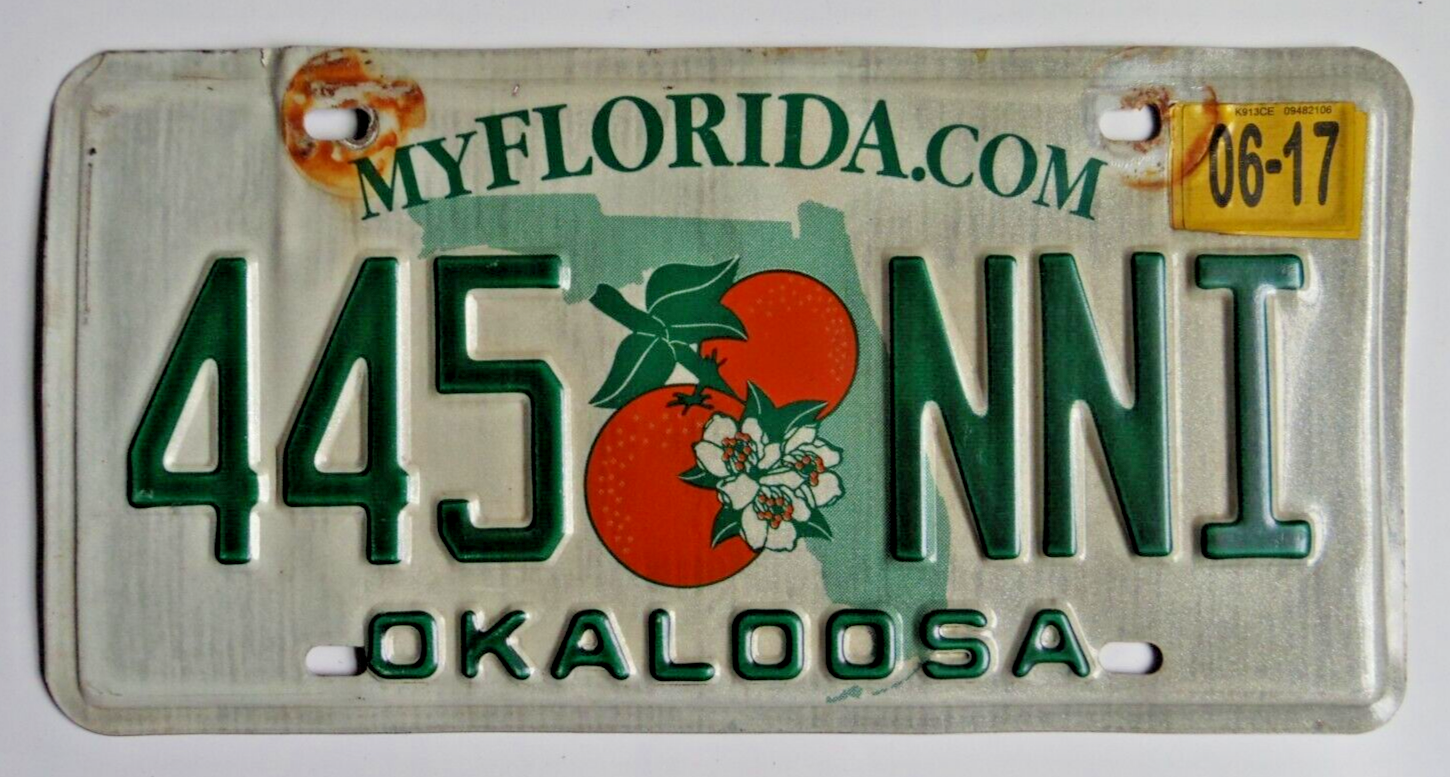 MYFLORIDA.COM
K913CE 09482106
06-17
445 NNI
OKALOOSA